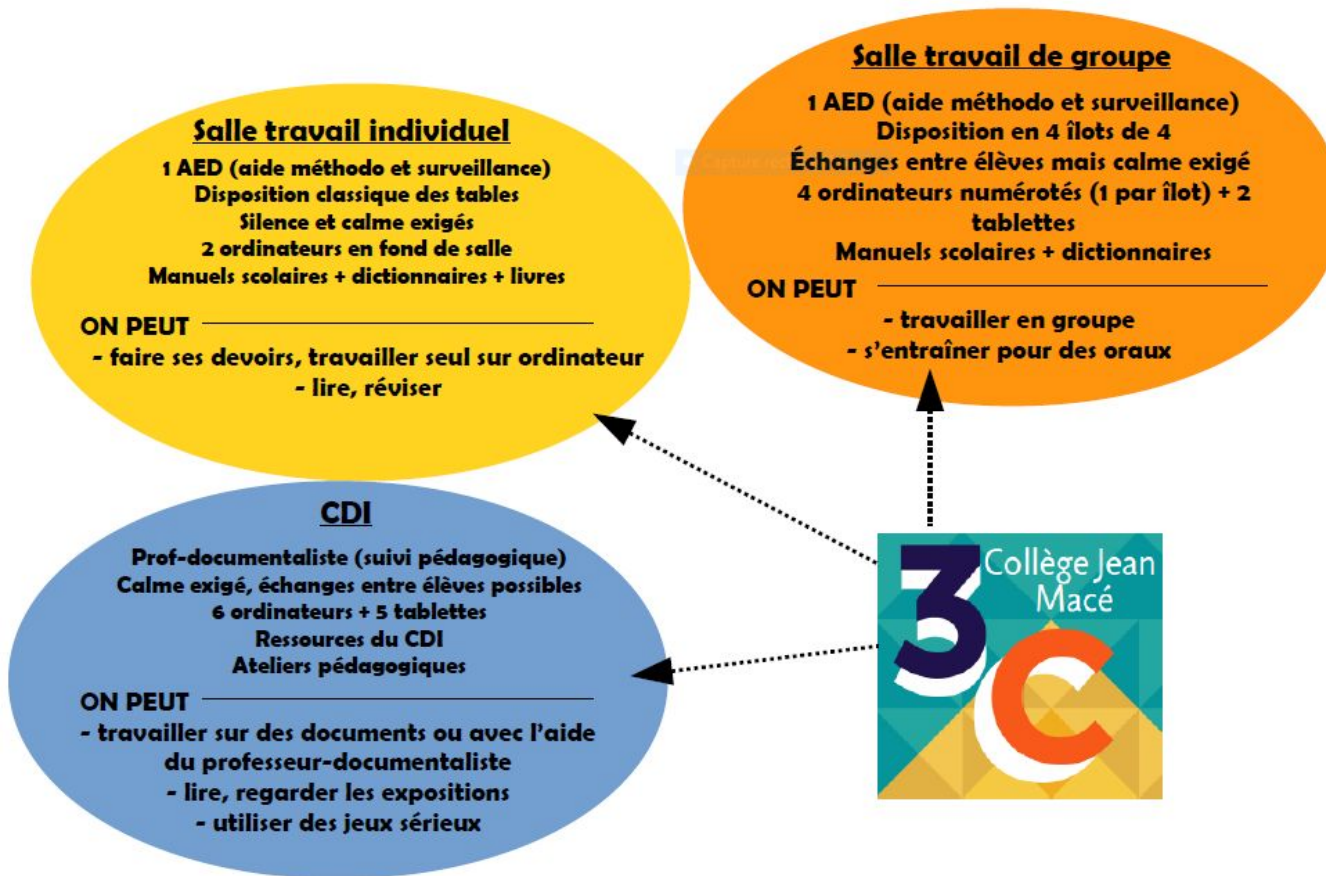 Salle travail individuel
1 AED (aide méthodo et surveillance)
Disposition classique des tables
Silence et calme exigés
2 ordinateurs en fond de salle
Manuels scolaires + dictionnaires + livres
ON PEUT
- faire ses devoirs, travailler seul sur ordinateur
- lire, réviser
Salle travail de groupe
1 AED (aide méthodo et surveillance)
Disposition en 4 îlots de 4
Échanges entre élèves mais calme exigé
4 ordinateurs numérotés (1 par îlot) + 2
tablettes
Manuels scolaires + dictionnaires
ON PEUT
- travailler en groupe
- s'entraîner pour des oraux
CDI
Prof-documentaliste (suivi pédagogique)
Calme exigé, échanges entre élèves possibles
6 ordinateurs + 5 tablettes
Ressources du CDI
Ateliers pédagogiques
ON PEUT
- travailler sur des documents ou avec l'aide
du professeur-documentaliste
- lire, regarder les expositions
- utiliser des jeux sérieux
3C
Collège Jean
Macé